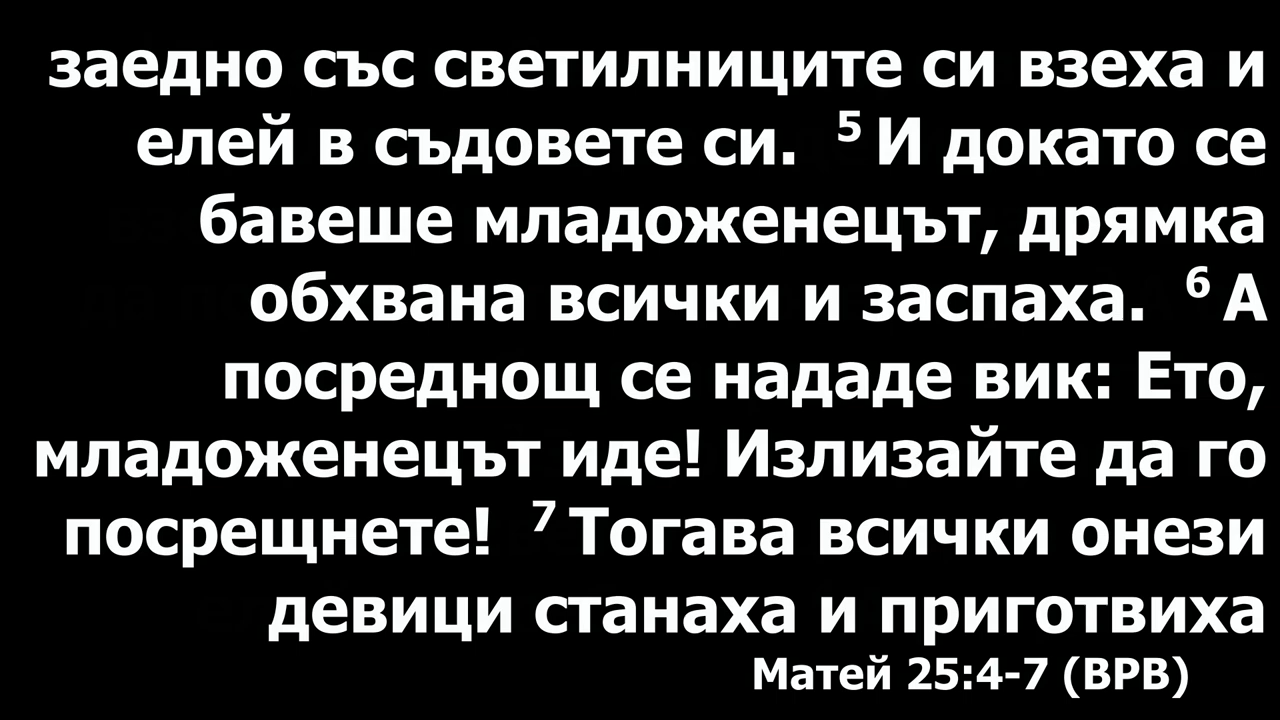 заедно със светилниците си взеха и
елей в съдовете си. ⁵ И докато се
бавеше младоженецът, дрямка
обхвана всички и заспаха. ⁶ А
посреднощ се нададе вик: Ето,
младоженецът иде! Излизайте да го
посрещнете! ⁷ Тогава всички онези
девици станаха и приготвиха
Матей 25:4-7 (ВРВ)